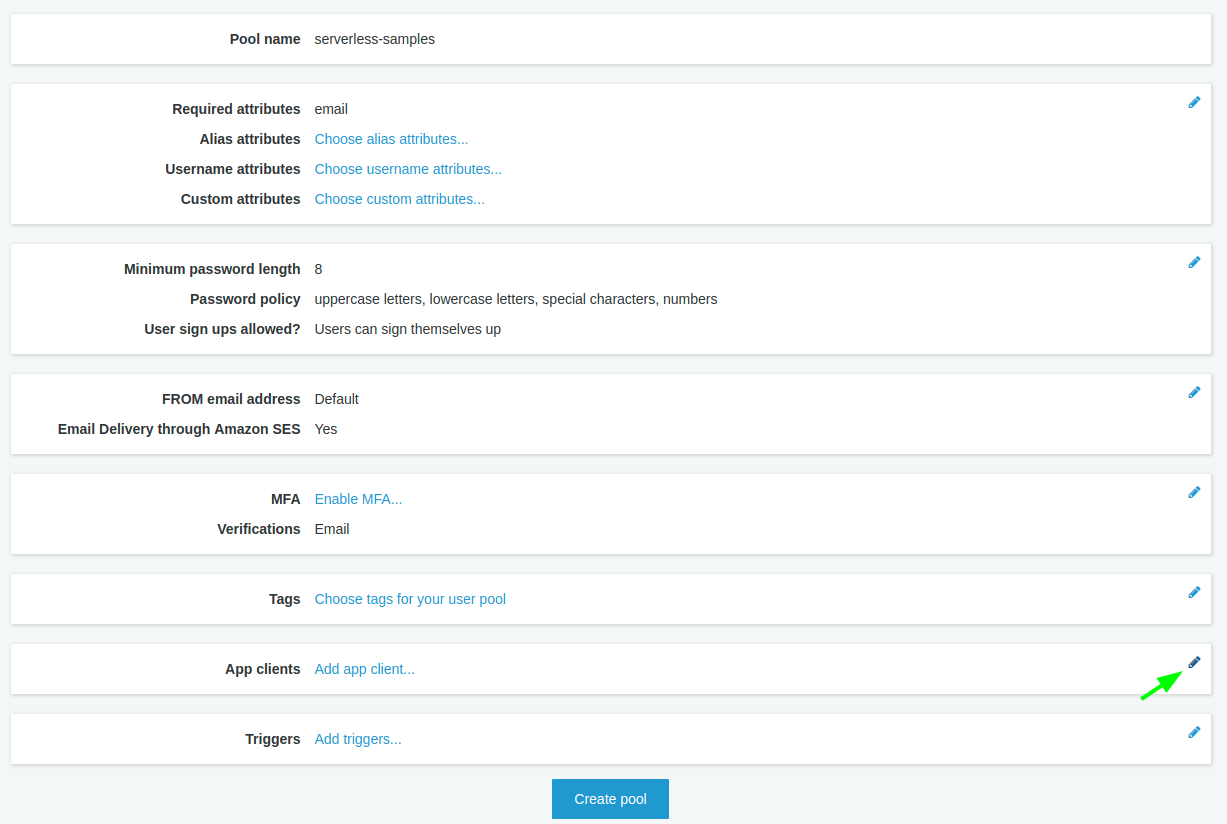 Pool name serverless-samples
Required attributes email
Alias attributes Choose alias attributes...
Username attributes Choose username attributes...
Custom attributes Choose custom attributes...
Minimum password length 8
Password policy uppercase letters, lowercase letters, special characters, numbers
User sign ups allowed? Users can sign themselves up
FROM email address Default
Email Delivery through Amazon SES Yes
MFA Enable MFA...
Verifications Email
Tags Choose tags for your user pool
App clients Add app client...
Triggers Add triggers...
Create pool